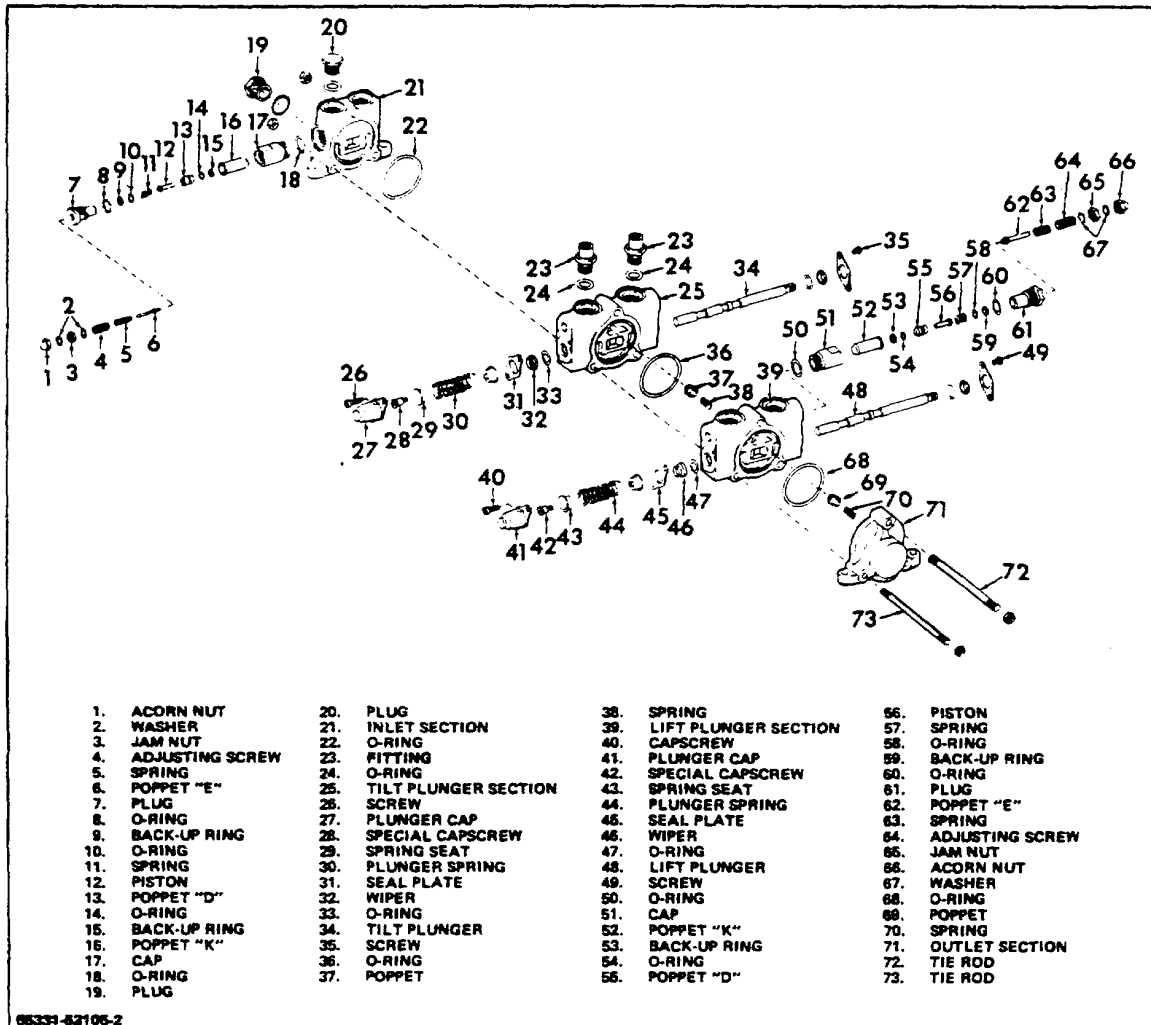 20
19
21
14
16 17
22
13
15
12
10
11
8
9
7
18
2
1
3
4
5
6
64
65
66
63
62
67
23
23
24
24
25
34
35
58
57
55
56
60
53
52
51
50
54
59
61
49
36
37
38
39
48
26
27
28
29
30
31
32
33
40
41
42
43
44
45
46
47
68
69
70
71
72
73
1. ACORN NUT
2. WASHER
3. JAM NUT
4. ADJUSTING SCREW
5. SPRING
6. POPPET "E"
7. PLUG
8. O-RING
9. BACK-UP RING
10. O-RING
11. SPRING
12. PISTON
13. POPPET "D"
14. O-RING
15. BACK-UP RING
16. POPPET "K"
17. CAP
18. O-RING
19. PLUG
20. PLUG
21. INLET SECTION
22. O-RING
23. FITTING
24. O-RING
25. TILT PLUNGER SECTION
26. SCREW
27. PLUNGER CAP
28. SPECIAL CAPSCREW
29. SPRING SEAT
30. PLUNGER SPRING
31. SEAL PLATE
32. WIPER
33. O-RING
34. TILT PLUNGER
35. SCREW
36. O-RING
37. POPPET
38. SPRING
39. LIFT PLUNGER SECTION
40. CAPSCREW
41. PLUNGER CAP
42. SPECIAL CAPSCREW
43. SPRING SEAT
44. PLUNGER SPRING
45. SEAL PLATE
46. WIPER
47. O-RING
48. LIFT PLUNGER
49. SCREW
50. O-RING
51. CAP
52. POPPET "K"
53. BACK-UP RING
54. O-RING
55. POPPET "D"
56. PISTON
57. SPRING
58. O-RING
59. BACK-UP RING
60. O-RING
61. PLUG
62. POPPET "E"
63. SPRING
64. ADJUSTING SCREW
65. JAM NUT
66. ACORN NUT
67. WASHER
68. O-RING
69. POPPET
70. SPRING
71. OUTLET SECTION
72. TIE ROD
73. TIE ROD